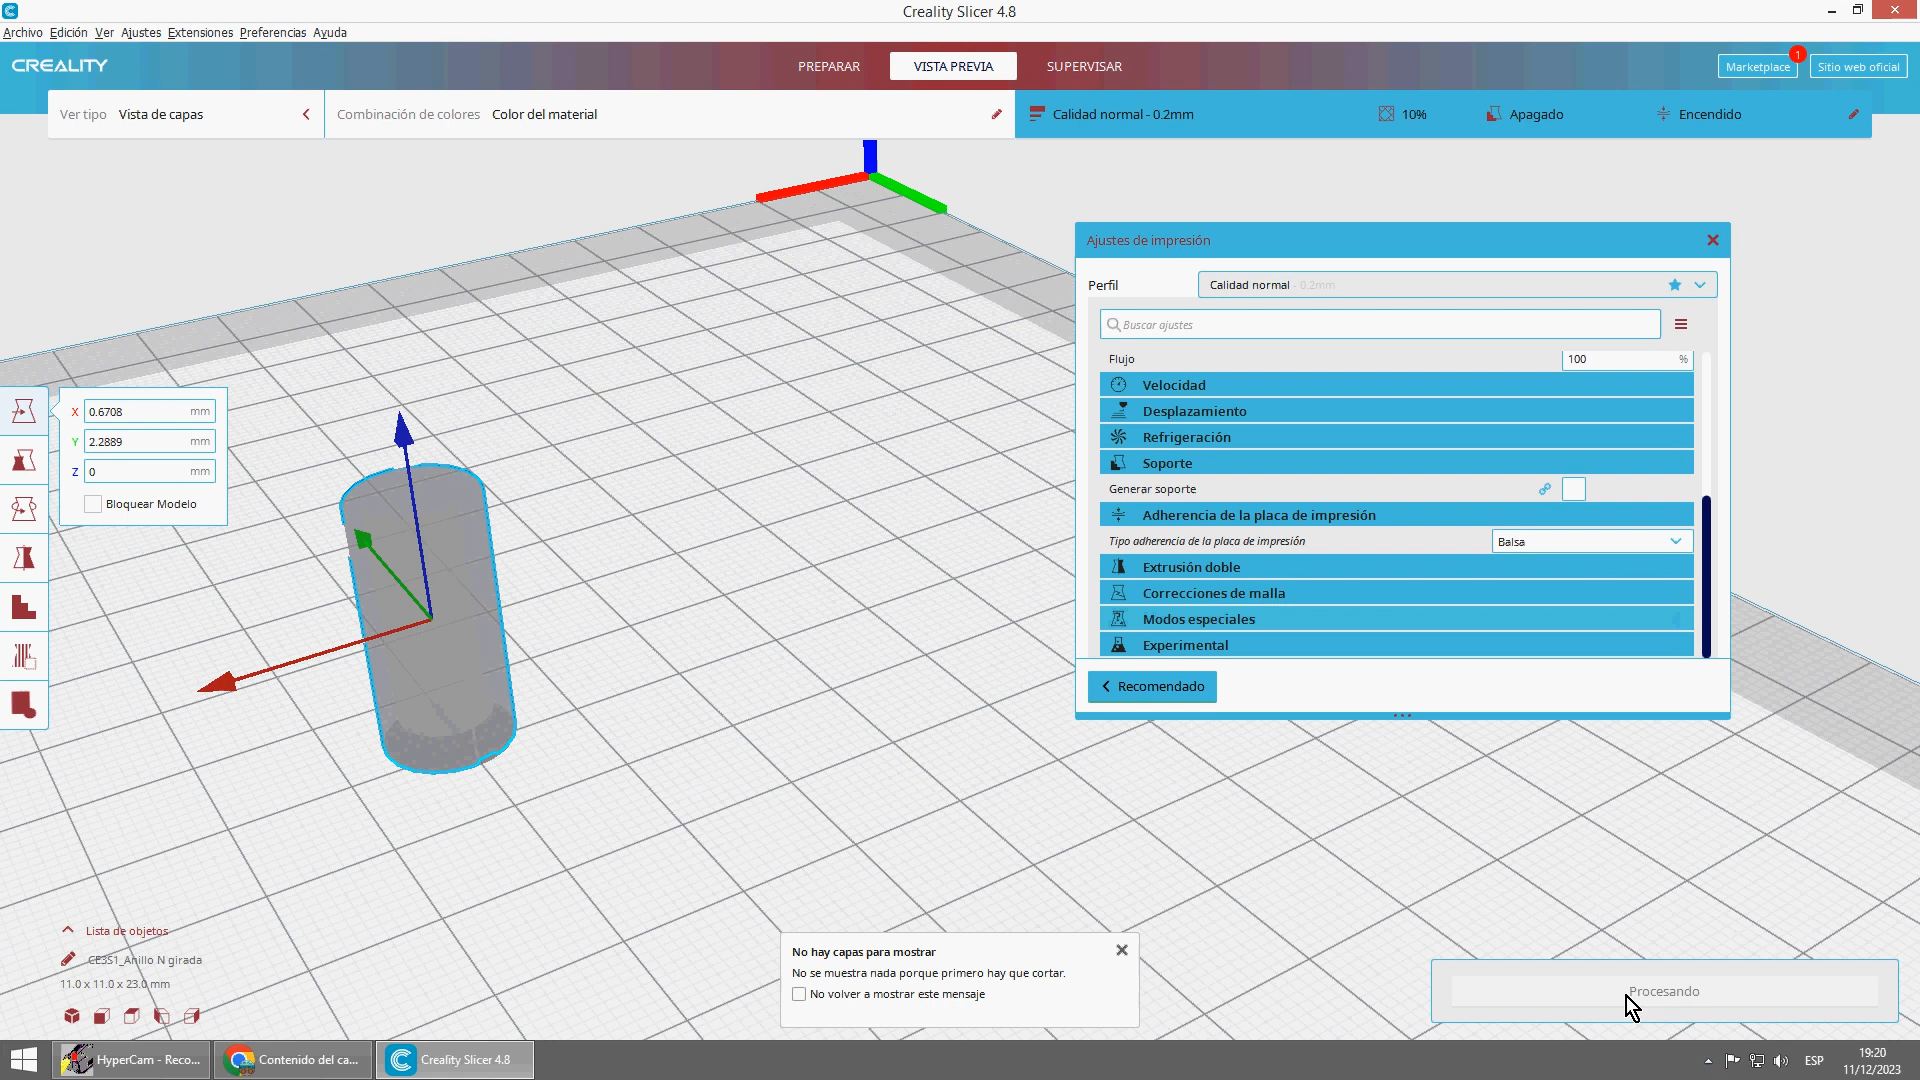 Creality Slicer 4.8
Archivo Edición Ver Ajustes Extensiones Preferencias Ayuda
CREALITY
PREPARAR VISTA PREVIA SUPERVISAR
Marketplace 1 Sitio web oficial
Ver tipo Vista de capas Combinación de colores Color del material
Calidad normal - 0.2mm 10% Apagado Encendido
Ajustes de impresión
Perfil Calidad normal - 0.2mm
Buscar ajustes
Flujo 100 %
Velocidad
Desplazamiento
Refrigeración
Soporte
Generar soporte
Adherencia de la placa de impresión
Tipo adherencia de la placa de impresión Balsa
Extrusión doble
Correcciones de malla
Modos especiales
Experimental
Recomendado
X 0.6708 mm
Y 2.2889 mm
Z 0 mm
Bloquear Modelo
Lista de objetos
CE3S1_Anillo N girada
11.0 x 11.0 x 23.0 mm
No hay capas para mostrar
No se muestra nada porque primero hay que cortar.
No volver a mostrar este mensaje
Procesando
HyperCam - Reco... Contenido del ca... Creality Slicer 4.8
ESP
19:20
11/12/2023